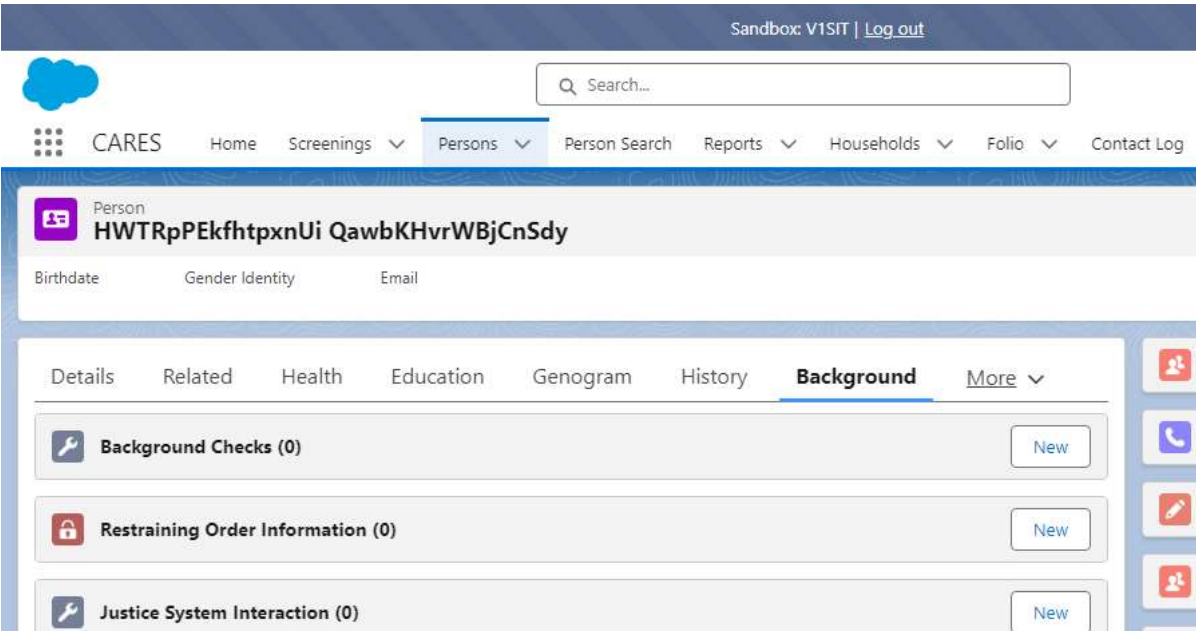 Sandbox: V1SIT | Log out
Search...
CARES Home Screenings Persons Person Search Reports Households Folio Contact Log
Person
HWTRpPEkfhtpxnUi QawbKHvrWBjCnSdy
Birthdate Gender Identity Email
Details Related Health Education Genogram History Background More
Background Checks (0) New
Restraining Order Information (0) New
Justice System Interaction (0) New